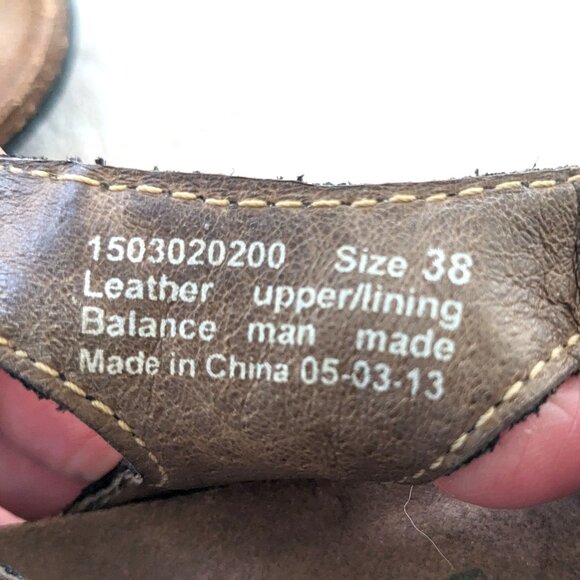 1503020200 Size 38
Leather upper/lining
Balance man made
Made in China 05-03-13